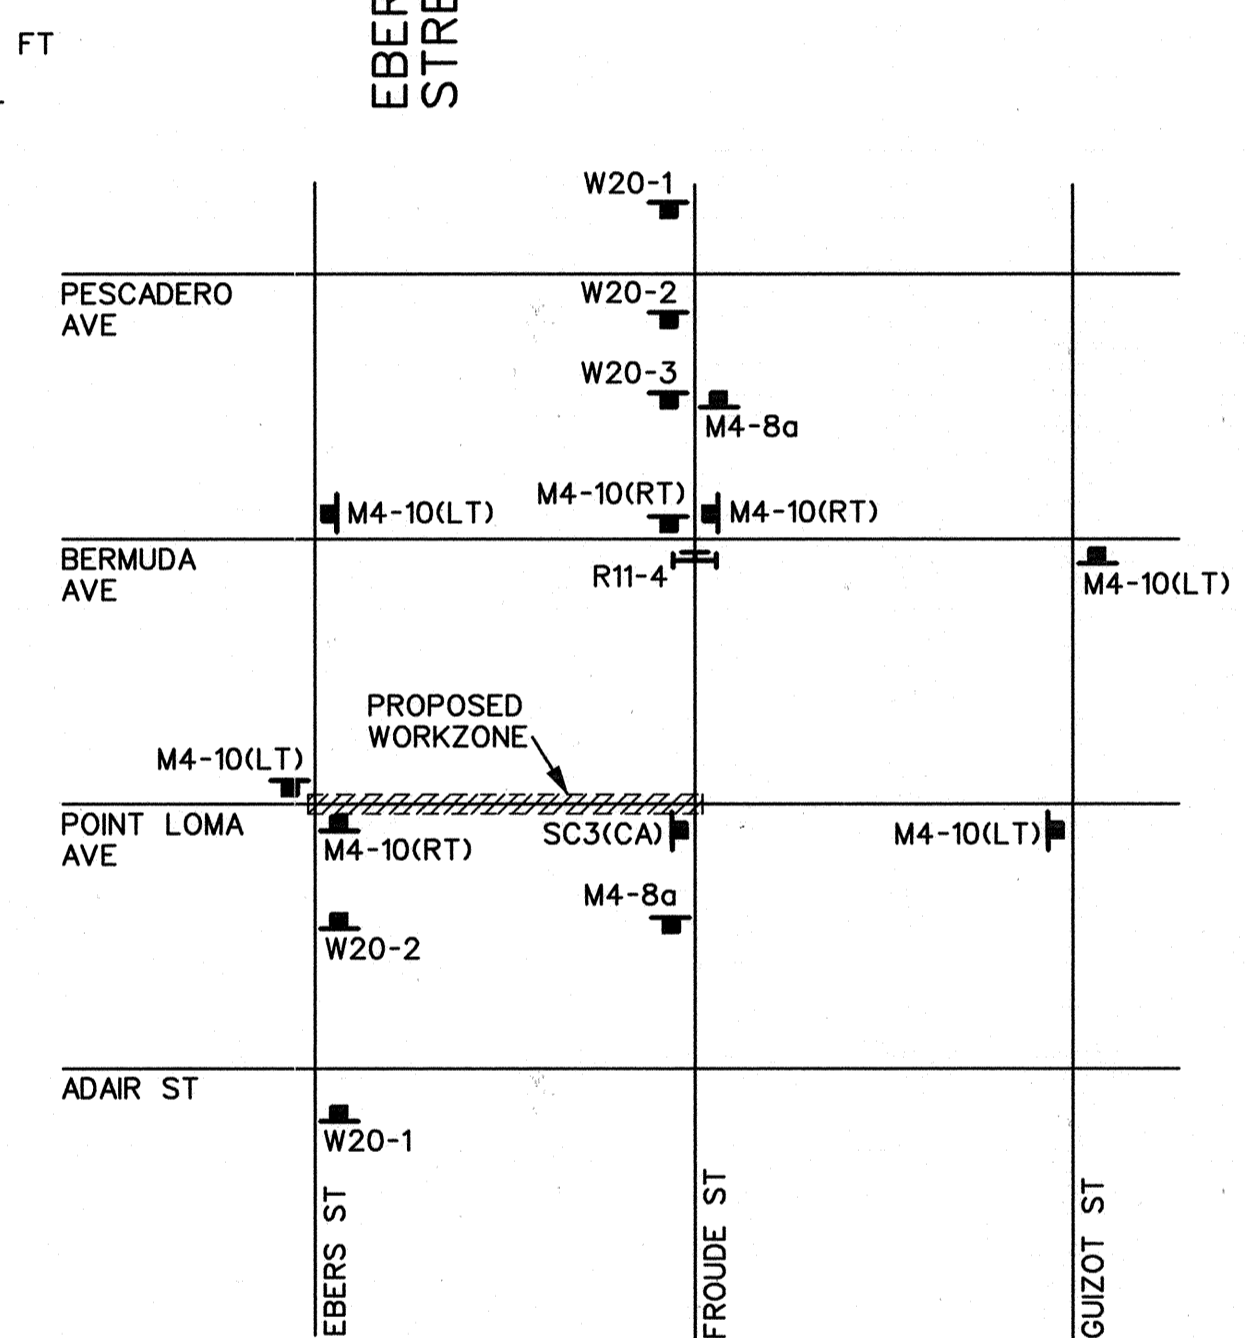 FT
EBER
STRE
W20-1
PESCADERO
AVE
W20-2
W20-3
M4-8a
M4-10(LT)
M4-10(RT)
M4-10(RT)
BERMUDA
AVE
R11-4
M4-10(LT)
PROPOSED
WORKZONE
M4-10(LT)
POINT LOMA
AVE
M4-10(RT)
SC3(CA)
M4-10(LT)
M4-8a
W20-2
ADAIR ST
W20-1
EBERS ST
FROUDE ST
GUIZOT ST